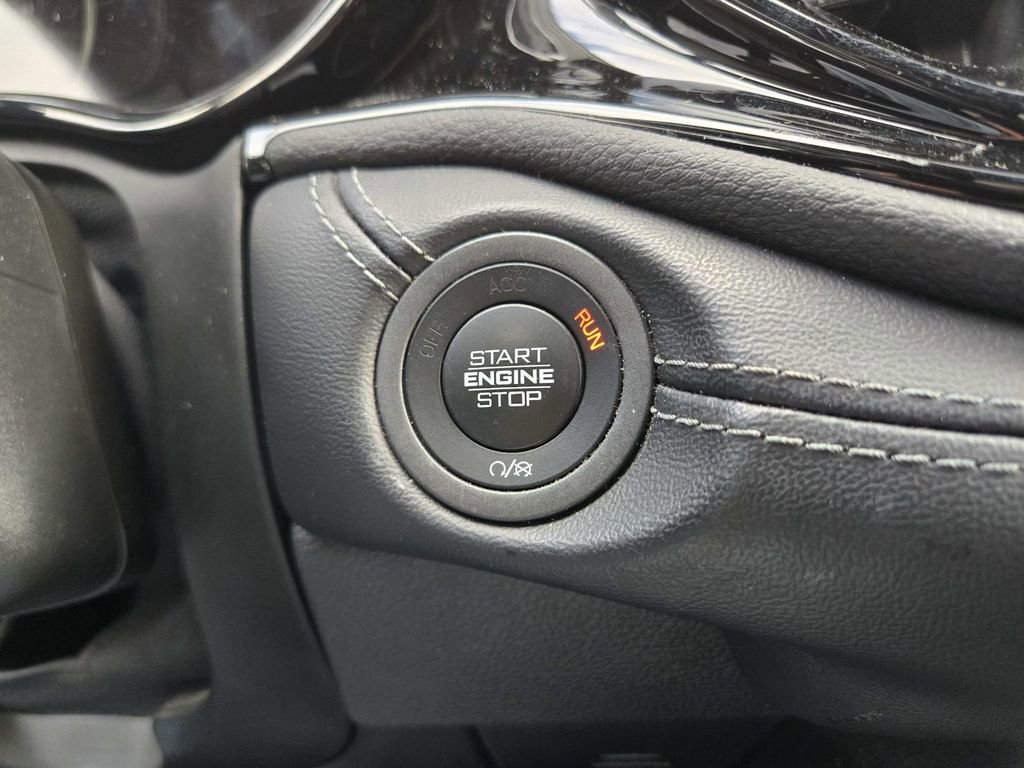 ACC
OFF
RUN
START
ENGINE
STOP